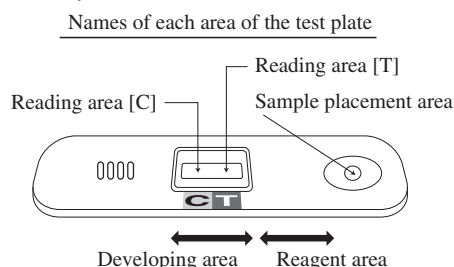 Names of each area of the test plate
Reading area [T]
Reading area [C]
Sample placement area
C T
Developing area
Reagent area